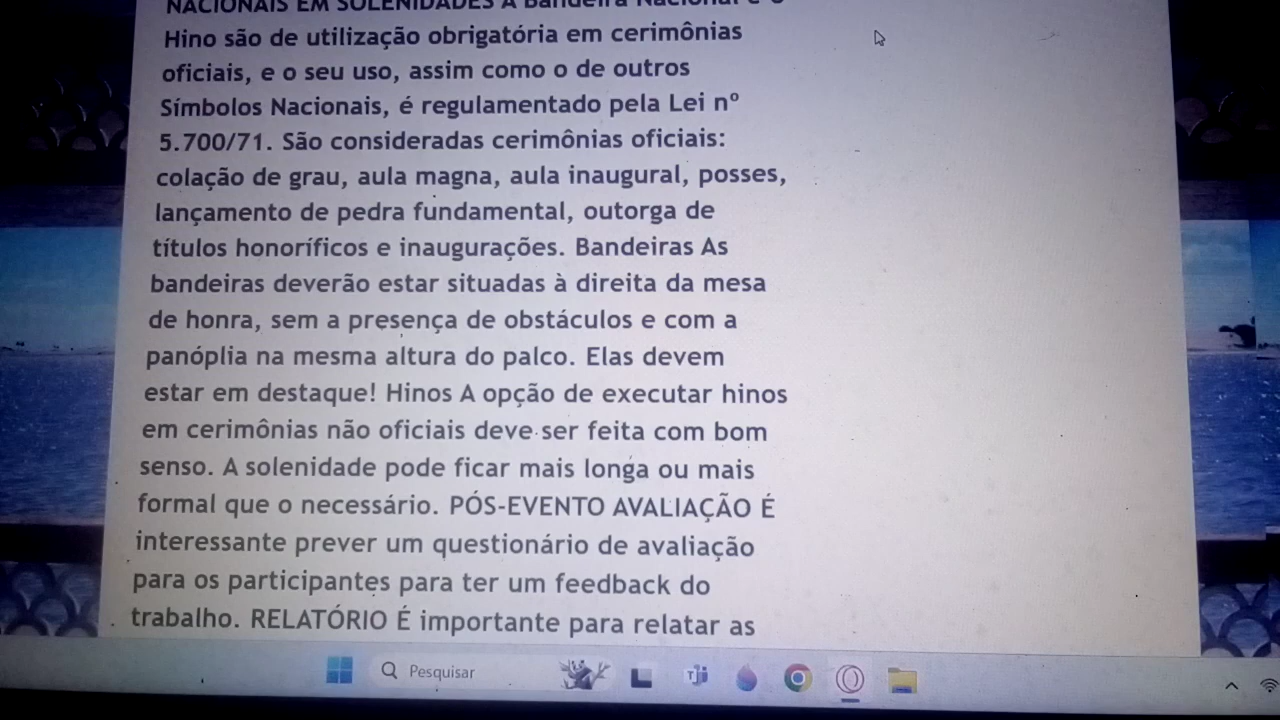 NACIONAIS EM SOLENIDADES A Bandeira Nacional e o
Hino são de utilização obrigatória em cerimônias
oficiais, e o seu uso, assim como o de outros
Símbolos Nacionais, é regulamentado pela Lei nº
5.700/71. São consideradas cerimônias oficiais:
colação de grau, aula magna, aula inaugural, posses,
lançamento de pedra fundamental, outorga de
títulos honoríficos e inaugurações. Bandeiras As
bandeiras deverão estar situadas à direita da mesa
de honra, sem a presença de obstáculos e com a
panóplia na mesma altura do palco. Elas devem
estar em destaque! Hinos A opção de executar hinos
em cerimônias não oficiais deve ser feita com bom
senso. A solenidade pode ficar mais longa ou mais
formal que o necessário. PÓS-EVENTO AVALIAÇÃO É
interessante prever um questionário de avaliação
para os participantes para ter um feedback do
trabalho. RELATÓRIO É importante para relatar as
Pesquisar